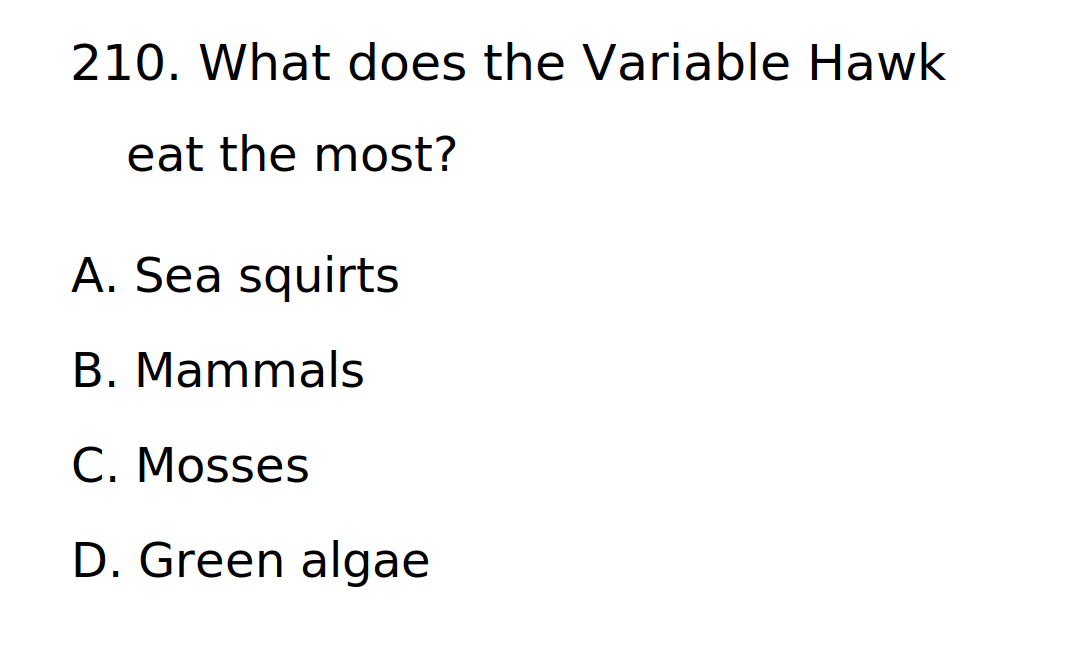 210. What does the Variable Hawk
eat the most?
A. Sea squirts
B. Mammals
C. Mosses
D. Green algae